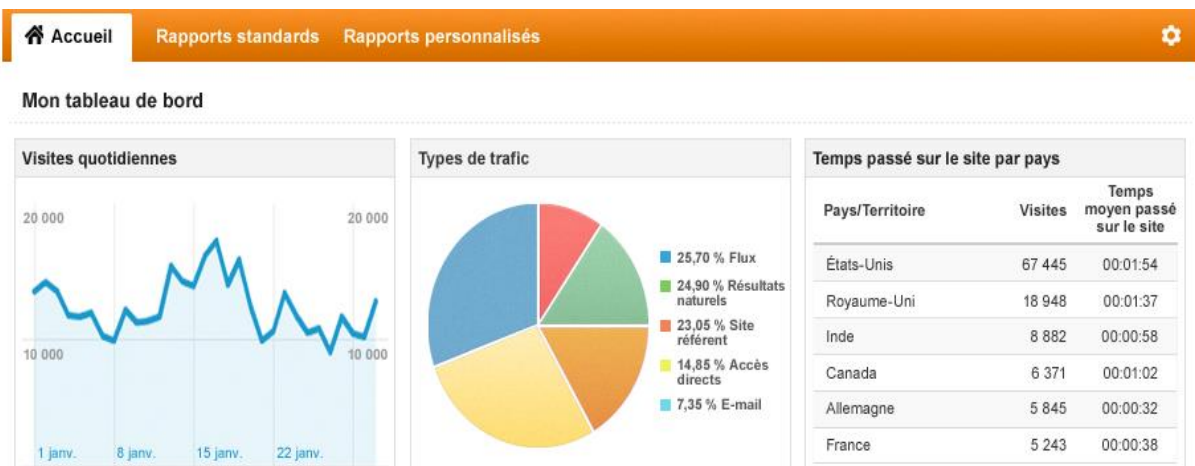 Accueil Rapports standards Rapports personnalisés
Mon tableau de bord
Visites quotidiennes
20 000 20 000
10 000 10 000
1 janv. 8 janv. 15 janv. 22 janv.
Types de trafic
25,70 % Flux
24,90 % Résultats
naturels
23,05 % Site
référent
14,85 % Accès
directs
7,35 % E-mail
Temps passé sur le site par pays
Pays/Territoire Visites Temps
moyen passé
sur le site
États-Unis 67 445 00:01:54
Royaume-Uni 18 948 00:01:37
Inde 8 882 00:00:58
Canada 6 371 00:01:02
Allemagne 5 845 00:00:32
France 5 243 00:00:38